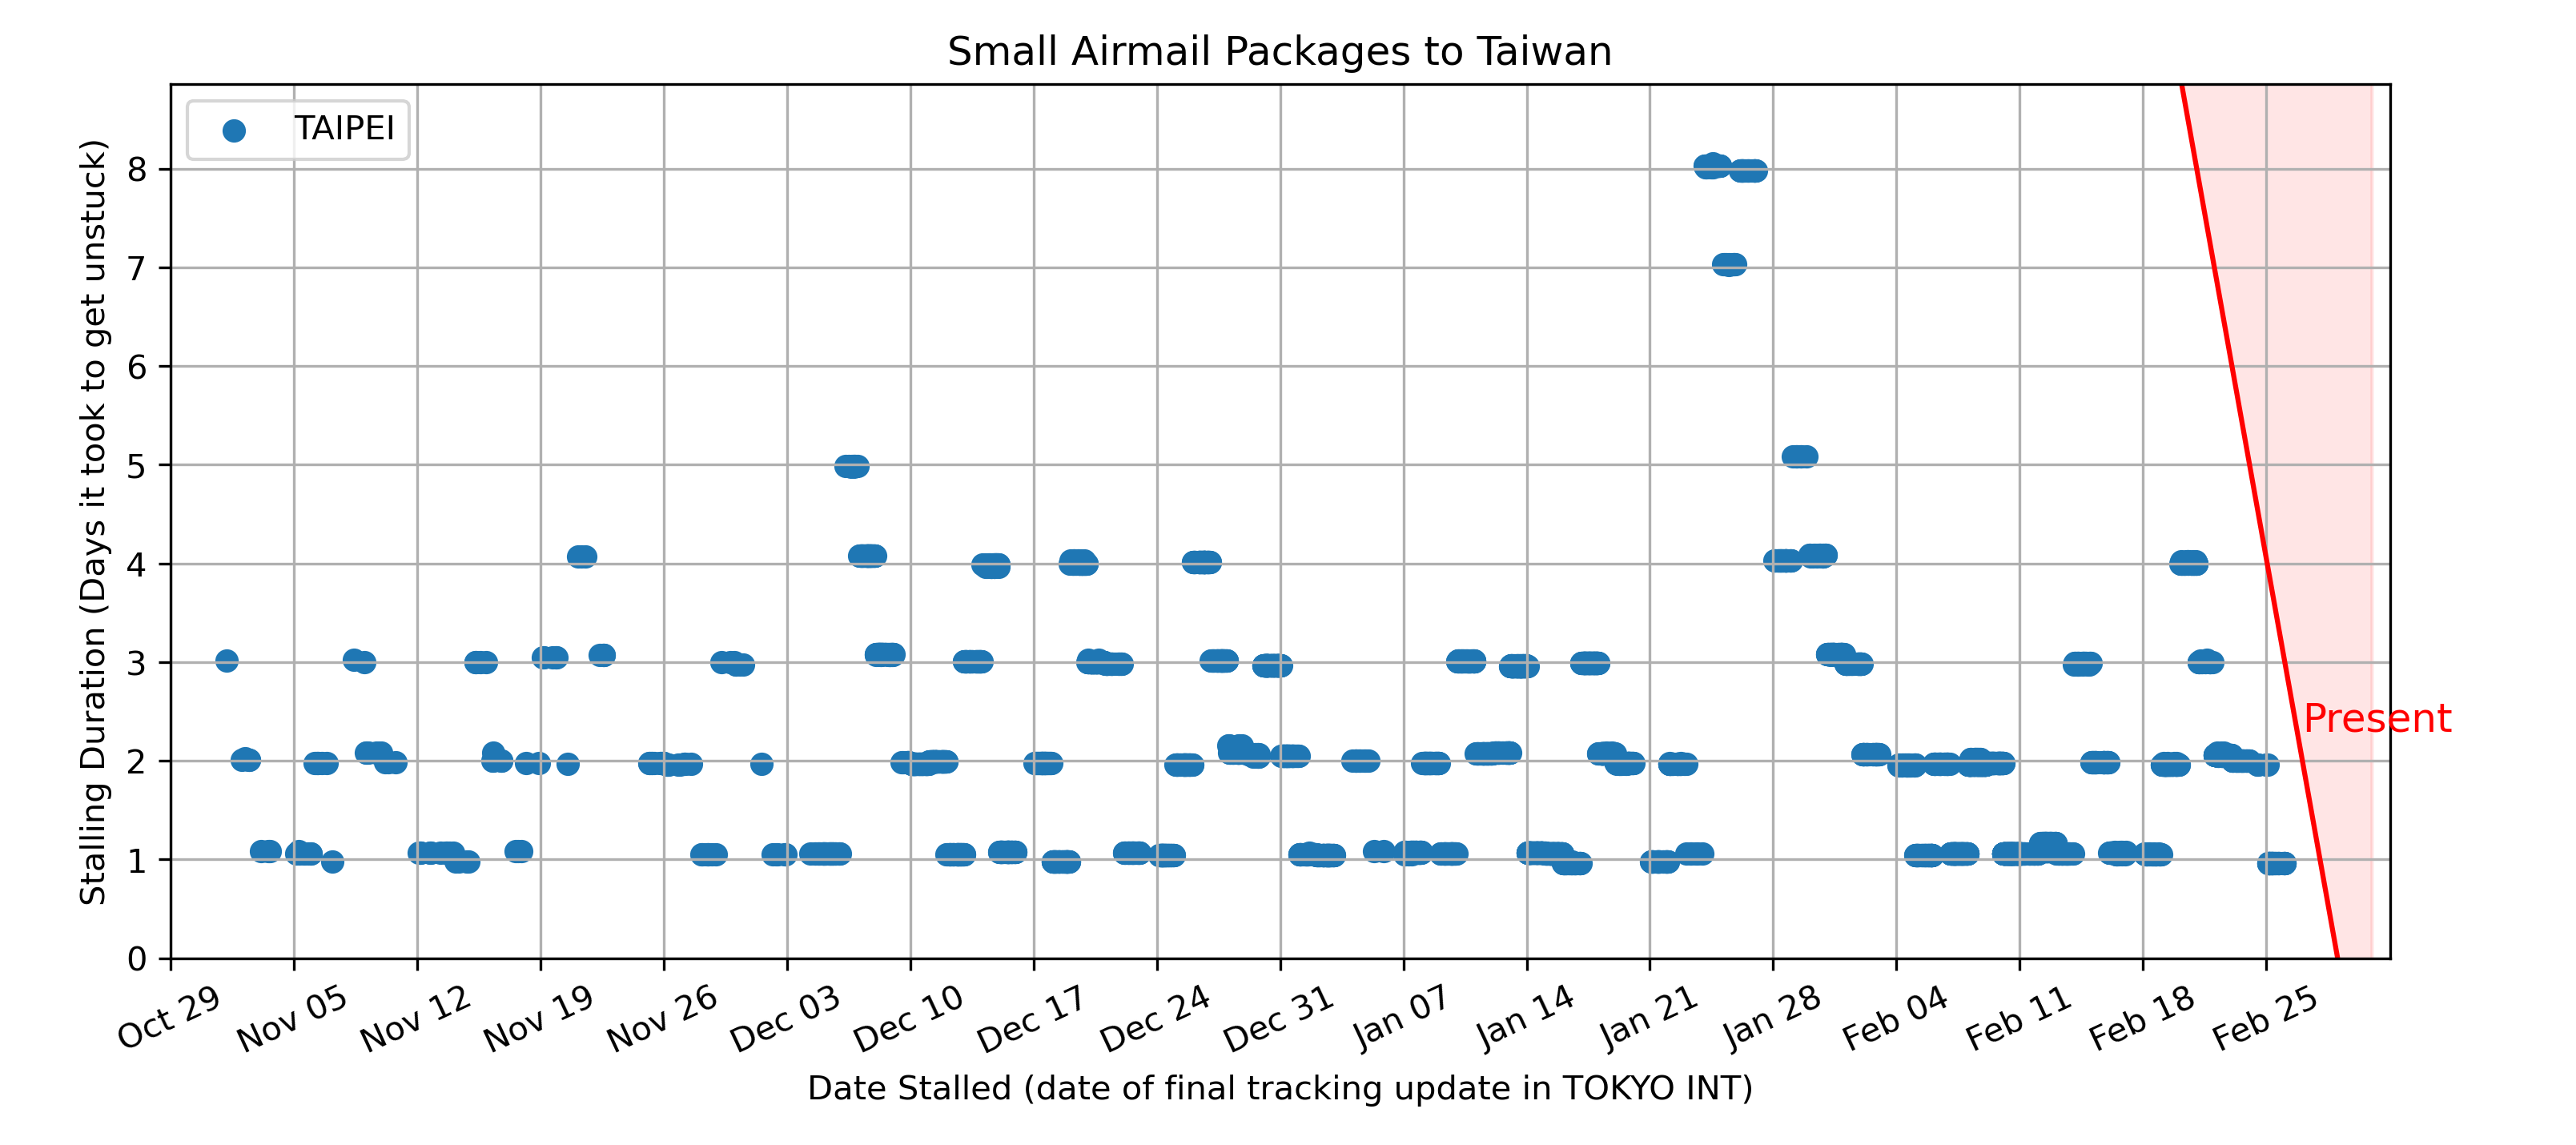 Small Airmail Packages to Taiwan
TAIPEI
Stalling Duration (Days it took to get unstuck)
8
7
6
5
4
3
2
1
0
Present
Oct 29
Nov 05
Nov 12
Nov 19
Nov 26
Dec 03
Dec 10
Dec 17
Dec 24
Dec 31
Jan 07
Jan 14
Jan 21
Jan 28
Feb 04
Feb 11
Feb 18
Feb 25
Date Stalled (date of final tracking update in TOKYO INT)